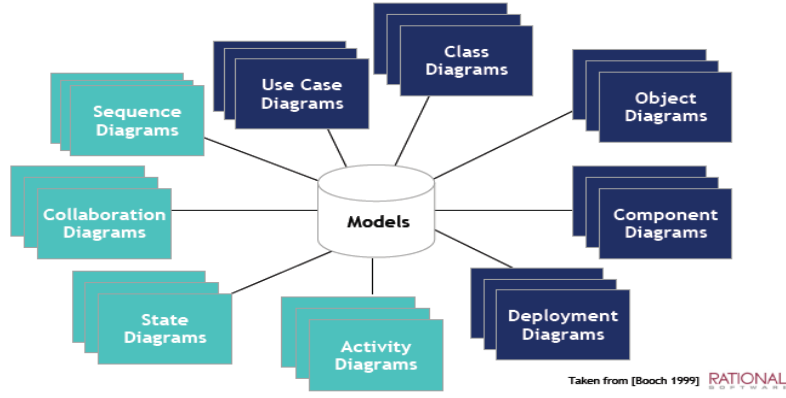 Class
Diagrams
Use Case
Diagrams
Sequence
Diagrams
Object
Diagrams
Collaboration
Diagrams
Models
Component
Diagrams
State
Diagrams
Activity
Diagrams
Deployment
Diagrams
Taken from [Booch 1999]
RATIONAL
SOFTWARE